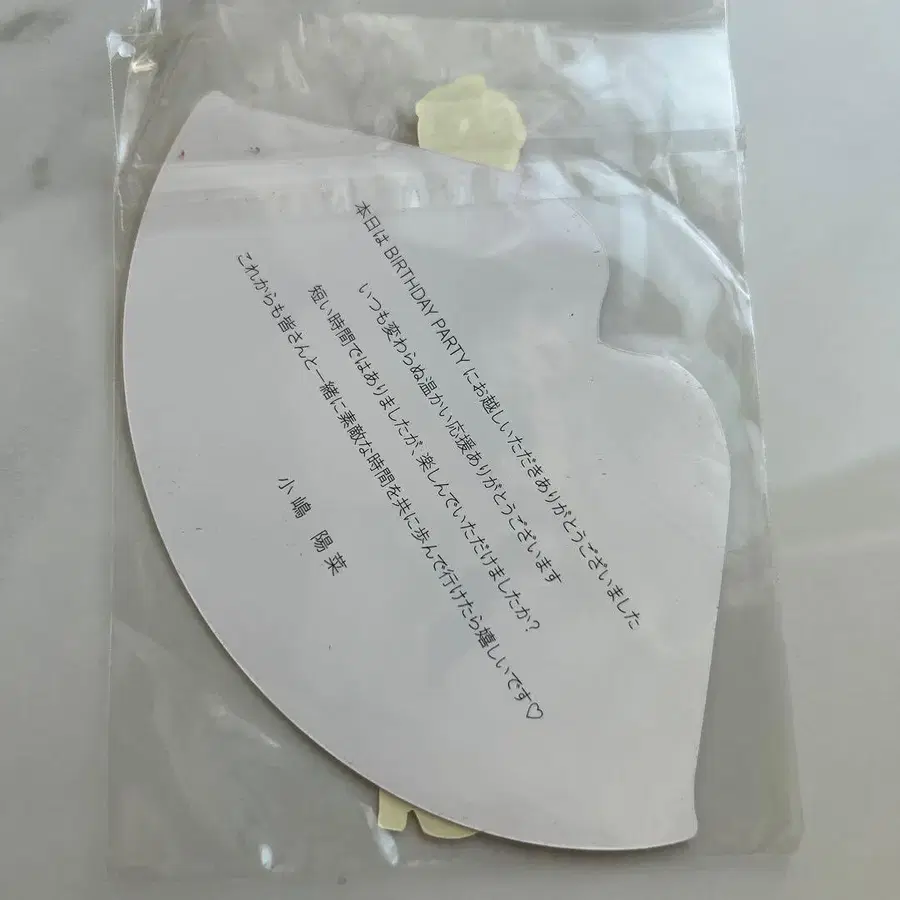 本日は BIRTHDAY PARTY にお越しいただきありがとうございました
いつも変わらぬ温かい応援ありがとうございます
短い時間ではありましたが、楽しんでいただけましたか?
これからも皆さんと一緒に素敵な時間を共に歩んで行けたら嬉しいです♡
小嶋 陽菜